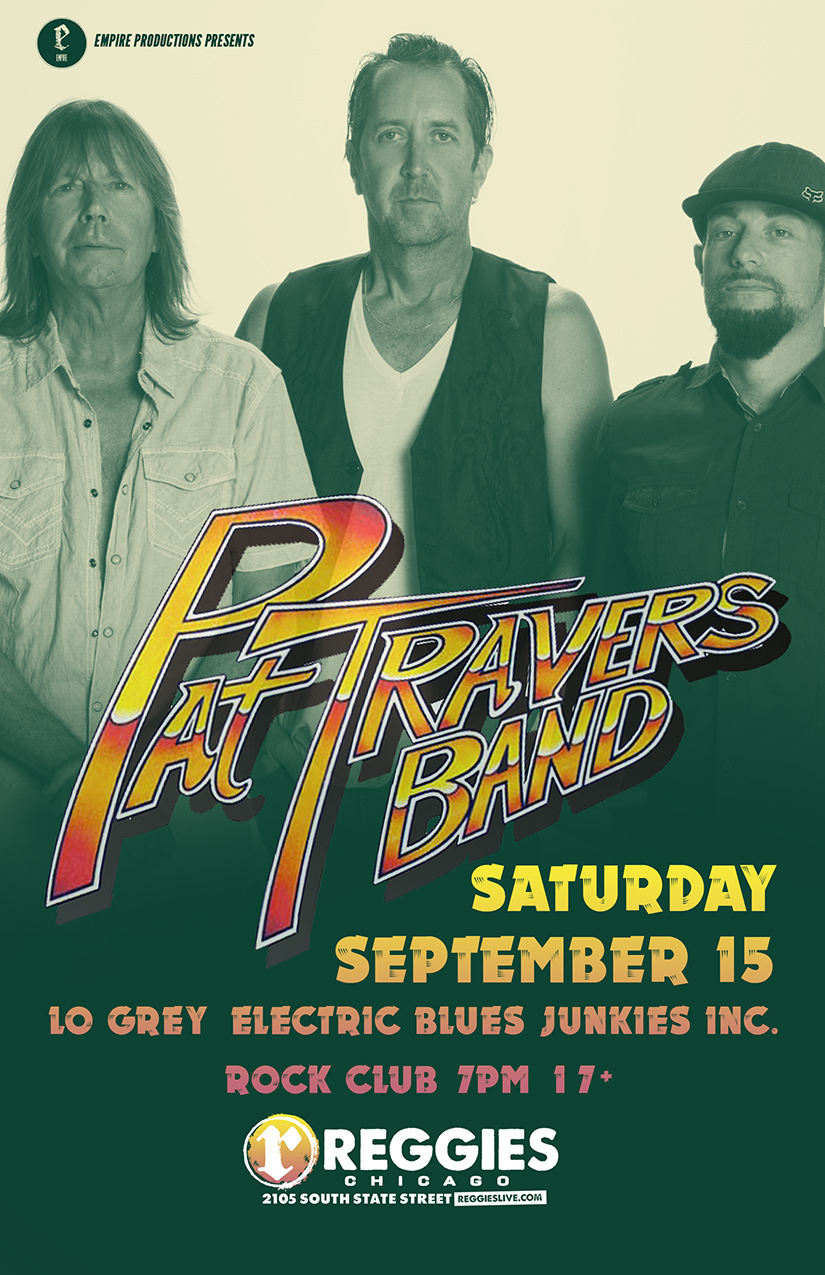 EMPIRE
EMPIRE PRODUCTIONS PRESENTS
Pat Travers
Band
SATURDAY
SEPTEMBER 15
LO GREY ELECTRIC BLUES JUNKIES INC.
ROCK CLUB 7PM 17+
r REGGIES
CHICAGO
2105 SOUTH STATE STREET REGGIESLIVE.COM